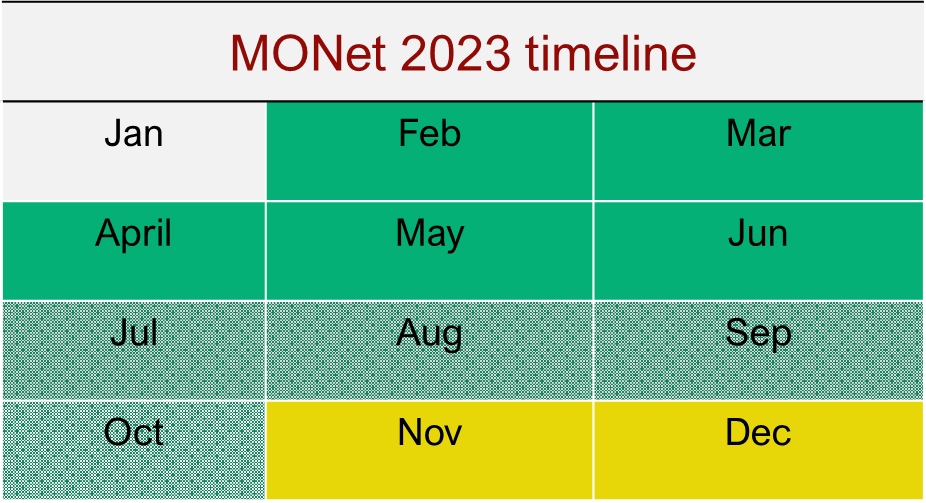 MONet 2023 timeline
Jan Feb Mar
April May Jun
Jul Aug Sep
Oct Nov Dec